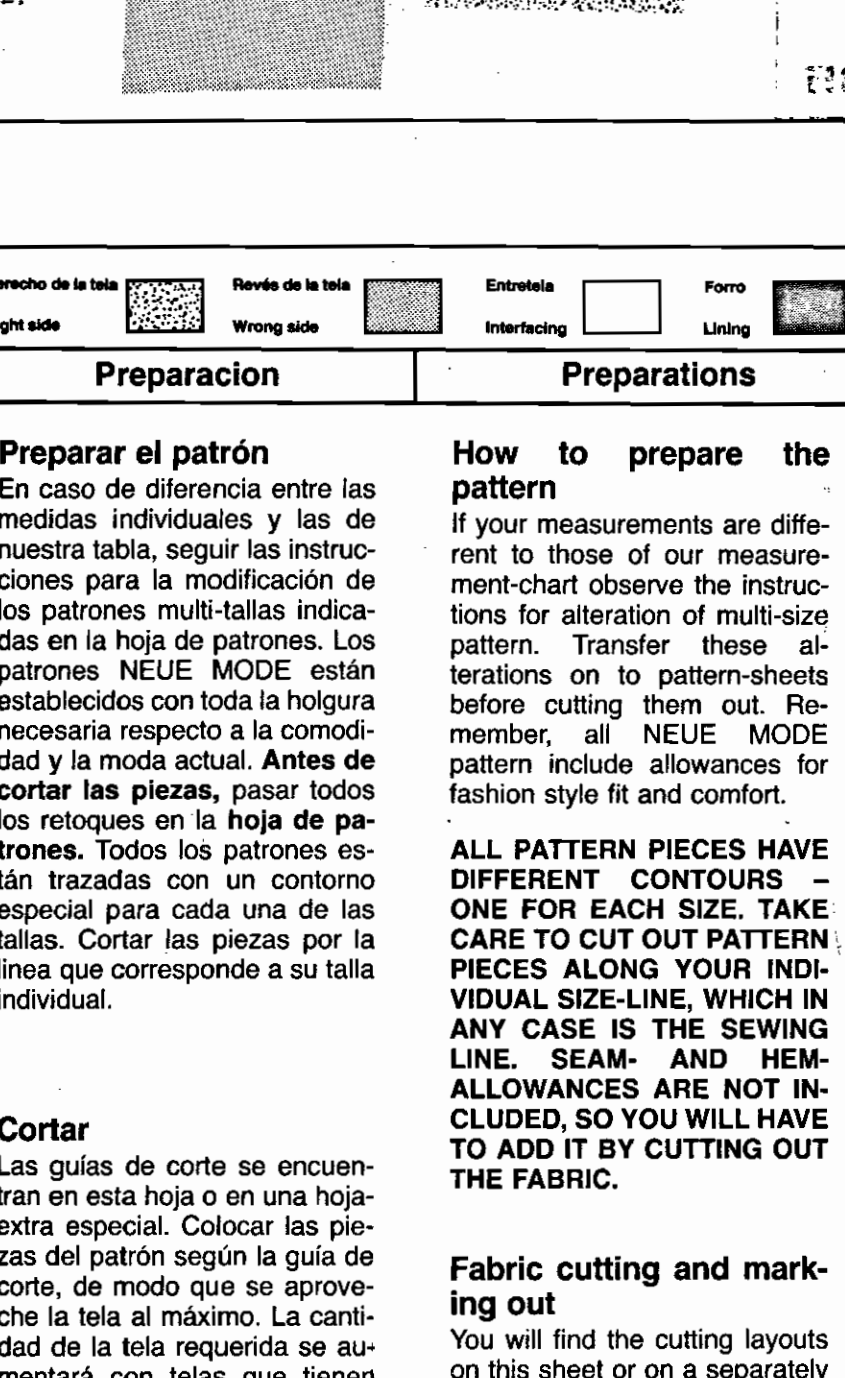 Revés de la tela
Entretela
Forro
Wrong side
Interfacing
Lining
Preparacion
Preparations
Preparar el patrón
En caso de diferencia entre las
medidas individuales y las de
nuestra tabla, seguir las instruc-
ciones para la modificación de
los patrones multi-tallas indica-
das en la hoja de patrones. Los
patrones NEUE MODE están
establecidos con toda la holgura
necesaria respecto a la comodi-
dad y la moda actual. Antes de
cortar las piezas, pasar todos
los retoques en la hoja de pa-
trones. Todos los patrones es-
tán trazadas con un contorno
especial para cada una de las
tallas. Cortar las piezas por la
linea que corresponde a su talla
individual.
Cortar
Las guías de corte se encuen-
tran en esta hoja o en una hoja-
extra especial. Colocar las pie-
zas del patrón según la guía de
corte, de modo que se aprove-
che la tela al máximo. La canti-
dad de la tela requerida se au-
mentará con telas que tienen
How to prepare the
pattern
If your measurements are diffe-
rent to those of our measure-
ment-chart observe the instruc-
tions for alteration of multi-size
pattern. Transfer these al-
terations on to pattern-sheets
before cutting them out. Re-
member, all NEUE MODE
pattern include allowances for
fashion style fit and comfort.
ALL PATTERN PIECES HAVE
DIFFERENT CONTOURS –
ONE FOR EACH SIZE. TAKE
CARE TO CUT OUT PATTERN
PIECES ALONG YOUR INDI-
VIDUAL SIZE-LINE, WHICH IN
ANY CASE IS THE SEWING
LINE. SEAM- AND HEM-
ALLOWANCES ARE NOT IN-
CLUDED, SO YOU WILL HAVE
TO ADD IT BY CUTTING OUT
THE FABRIC.
Fabric cutting and mark-
ing out
You will find the cutting layouts
on this sheet or on a separately